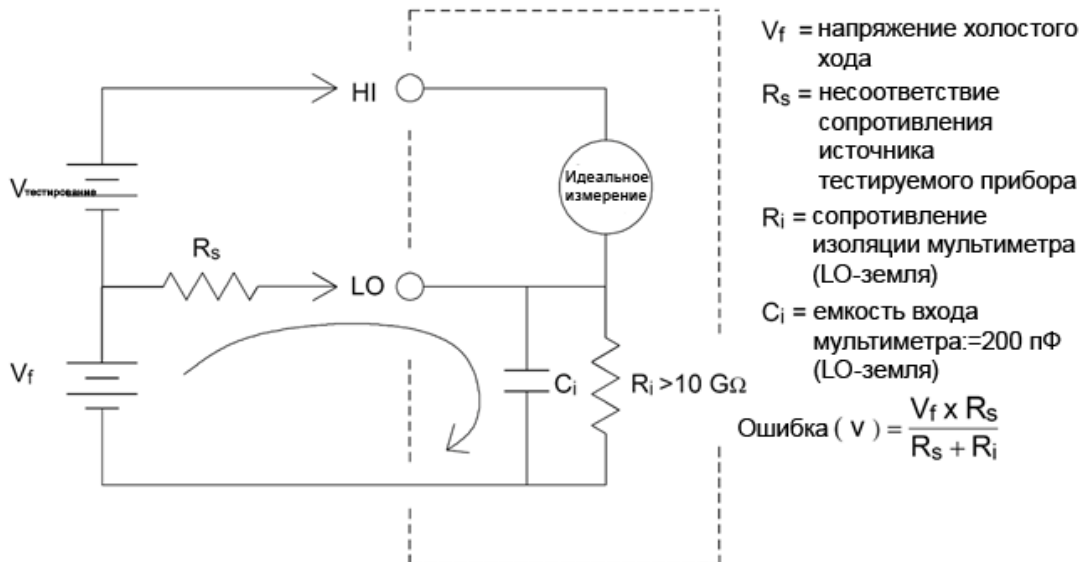 HI
Vтестирование
Идеальное
измерение
Rs
LO
Vf
Ci
Ri >10 GΩ
Vf = напряжение холостого
хода
Rs = несоответствие
сопротивления
источника
тестируемого прибора
Ri = сопротивление
изоляции мультиметра
(LO-земля)
Ci = емкость входа
мультиметра:=200 пФ
(LO-земля)
Ошибка ( V ) = Vf x Rs
Rs + Ri